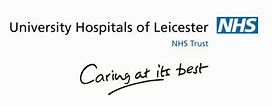 University Hospitals of Leicester NHS
NHS Trust
Caring at its best